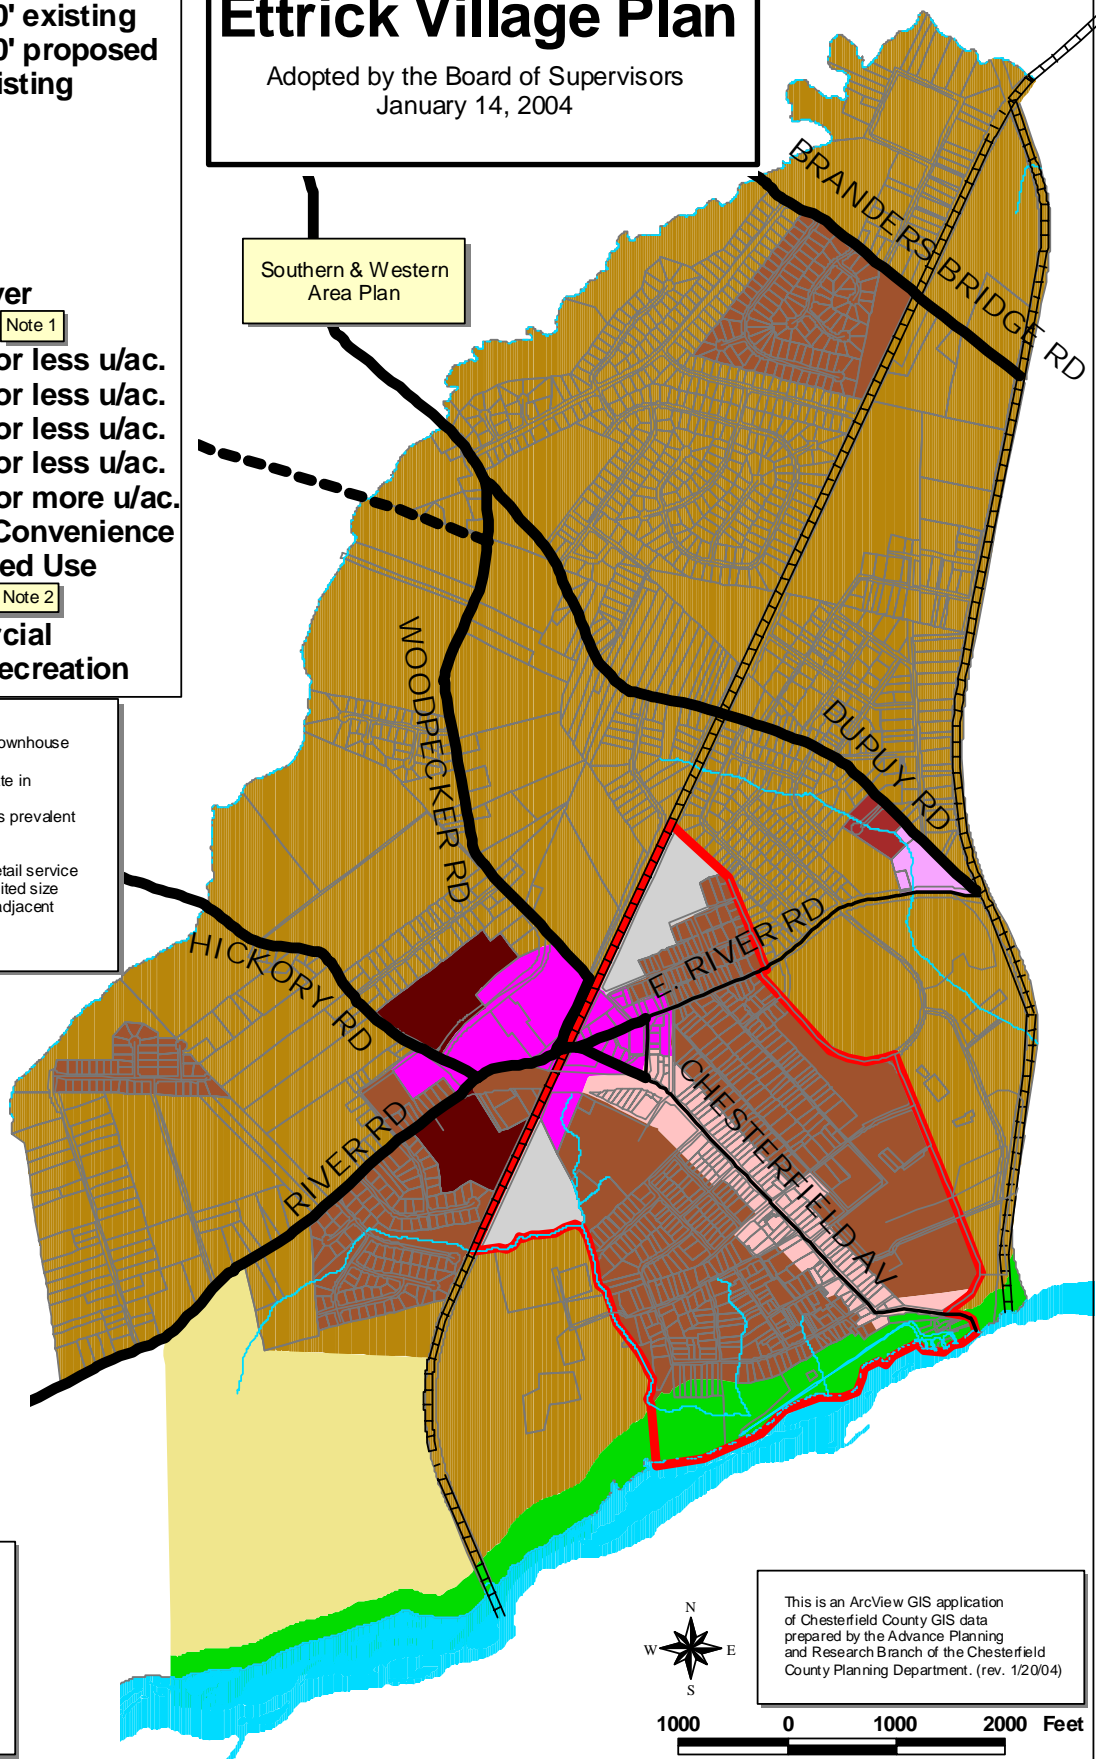 0' existing
0' proposed
isting
Ettrick Village Plan
Adopted by the Board of Supervisors
January 14, 2004
Southern & Western
Area Plan
ver
Note 1
or less u/ac.
or less u/ac.
or less u/ac.
or less u/ac.
or more u/ac.
Convenience
ed Use
Note 2
rcial
ecreation
ownhouse
te in
s prevalent
etail service
ited size
adjacent
BRANDERS BRIDGE RD
WOODPECKER RD
DUPUY RD
HICKORY RD
E. RIVER RD
RIVER RD
CHESTERFIELD AV
N
W E
S
This is an ArcView GIS application
of Chesterfield County GIS data
prepared by the Advance Planning
and Research Branch of the Chesterfield
County Planning Department. (rev. 1/20/04)
1000 0 1000 2000 Feet